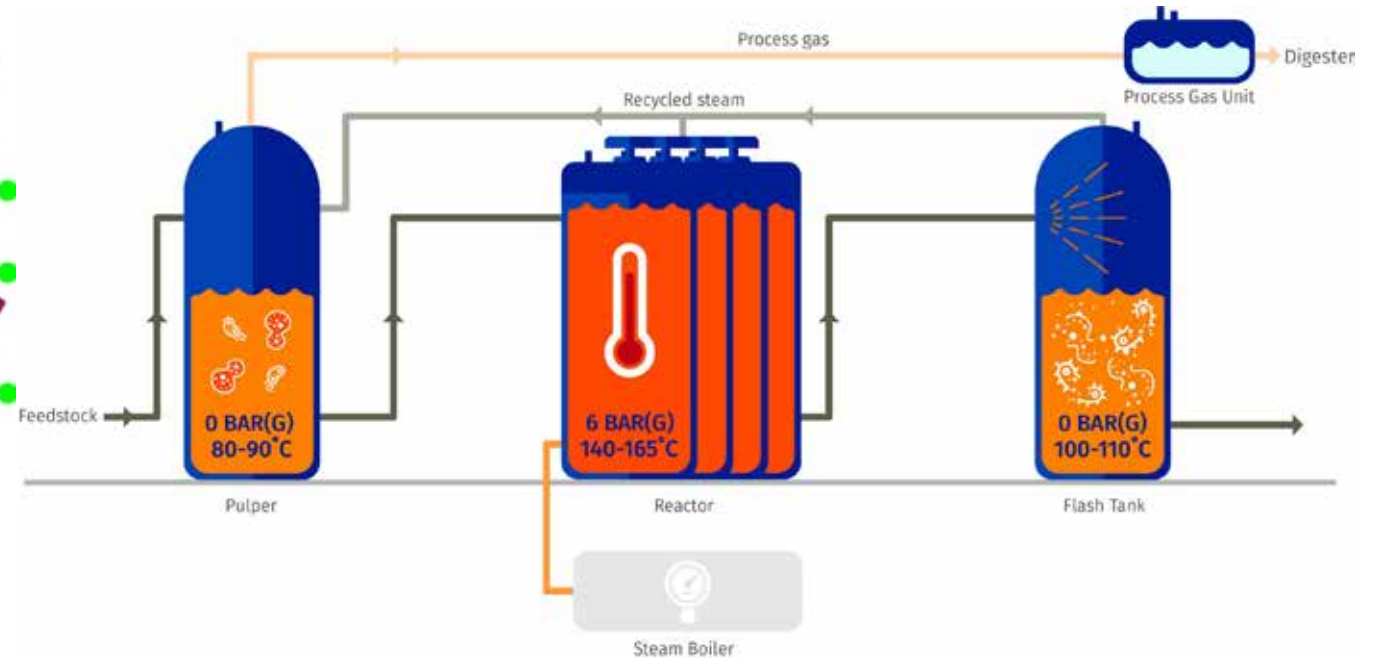 Process gas
Digester
Process Gas Unit
Recycled steam
Feedstock
0 BAR(G)
80-90°C
6 BAR(G)
140-165°C
0 BAR(G)
100-110°C
Pulper
Reactor
Flash Tank
Steam Boiler